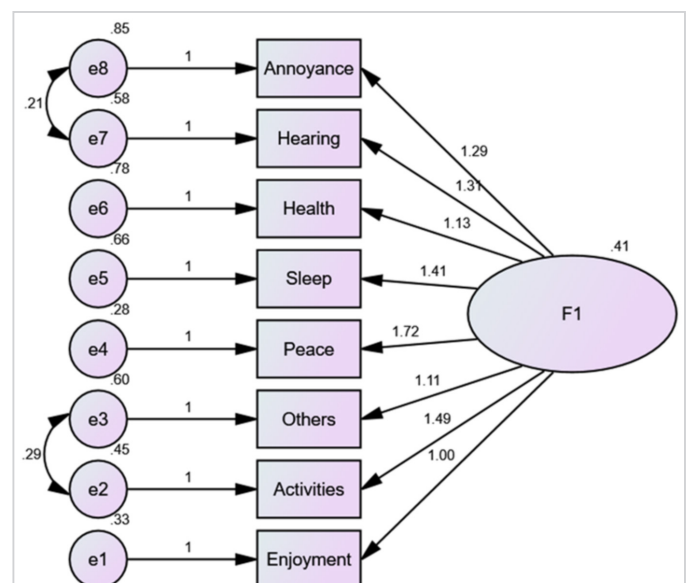 .85
e8 1 Annoyance
.21
.58
e7 1 Hearing
1.29
.78
1.31
e6 1 Health
1.13
.66
.41
e5 1 Sleep
1.41
.28
F1
e4 1 Peace
1.72
.60
1.11
e3 1 Others
1.49
.29
.45
1.00
e2 1 Activities
.33
e1 1 Enjoyment